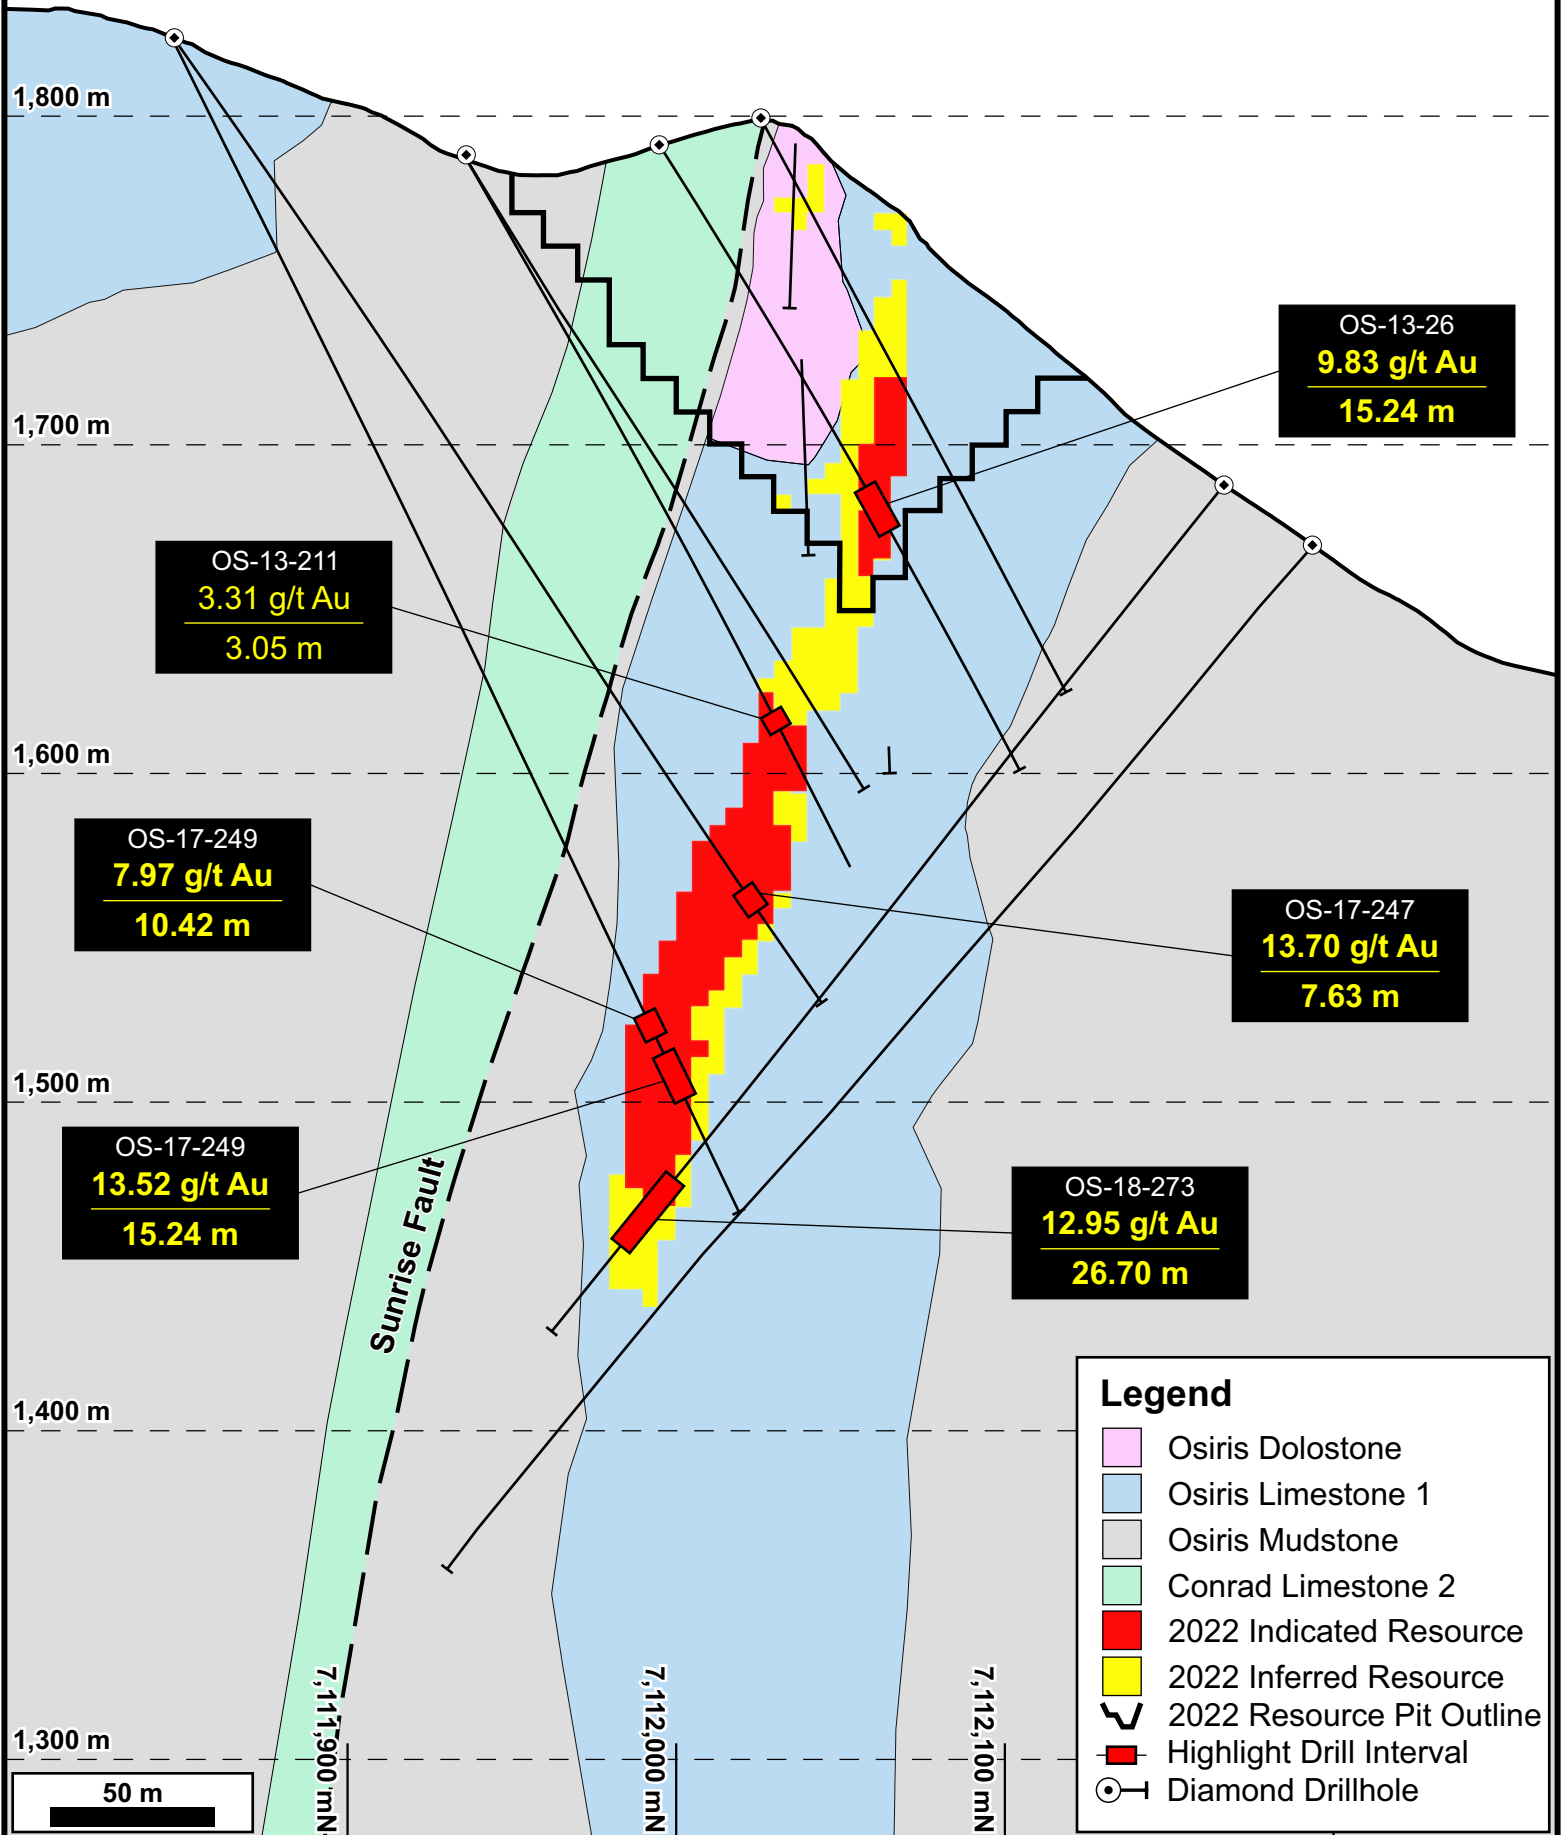 1,800 m
OS-13-26
9.83 g/t Au
15.24 m
1,700 m
OS-13-211
3.31 g/t Au
3.05 m
1,600 m
OS-17-249
7.97 g/t Au
10.42 m
OS-17-247
13.70 g/t Au
7.63 m
1,500 m
OS-17-249
13.52 g/t Au
15.24 m
Sunrise Fault
OS-18-273
12.95 g/t Au
26.70 m
1,400 m
Legend
Osiris Dolostone
Osiris Limestone 1
Osiris Mudstone
Conrad Limestone 2
2022 Indicated Resource
2022 Inferred Resource
2022 Resource Pit Outline
Highlight Drill Interval
Diamond Drillhole
1,300 m
7,111,900 mN
7,112,000 mN
7,112,100 mN
50 m